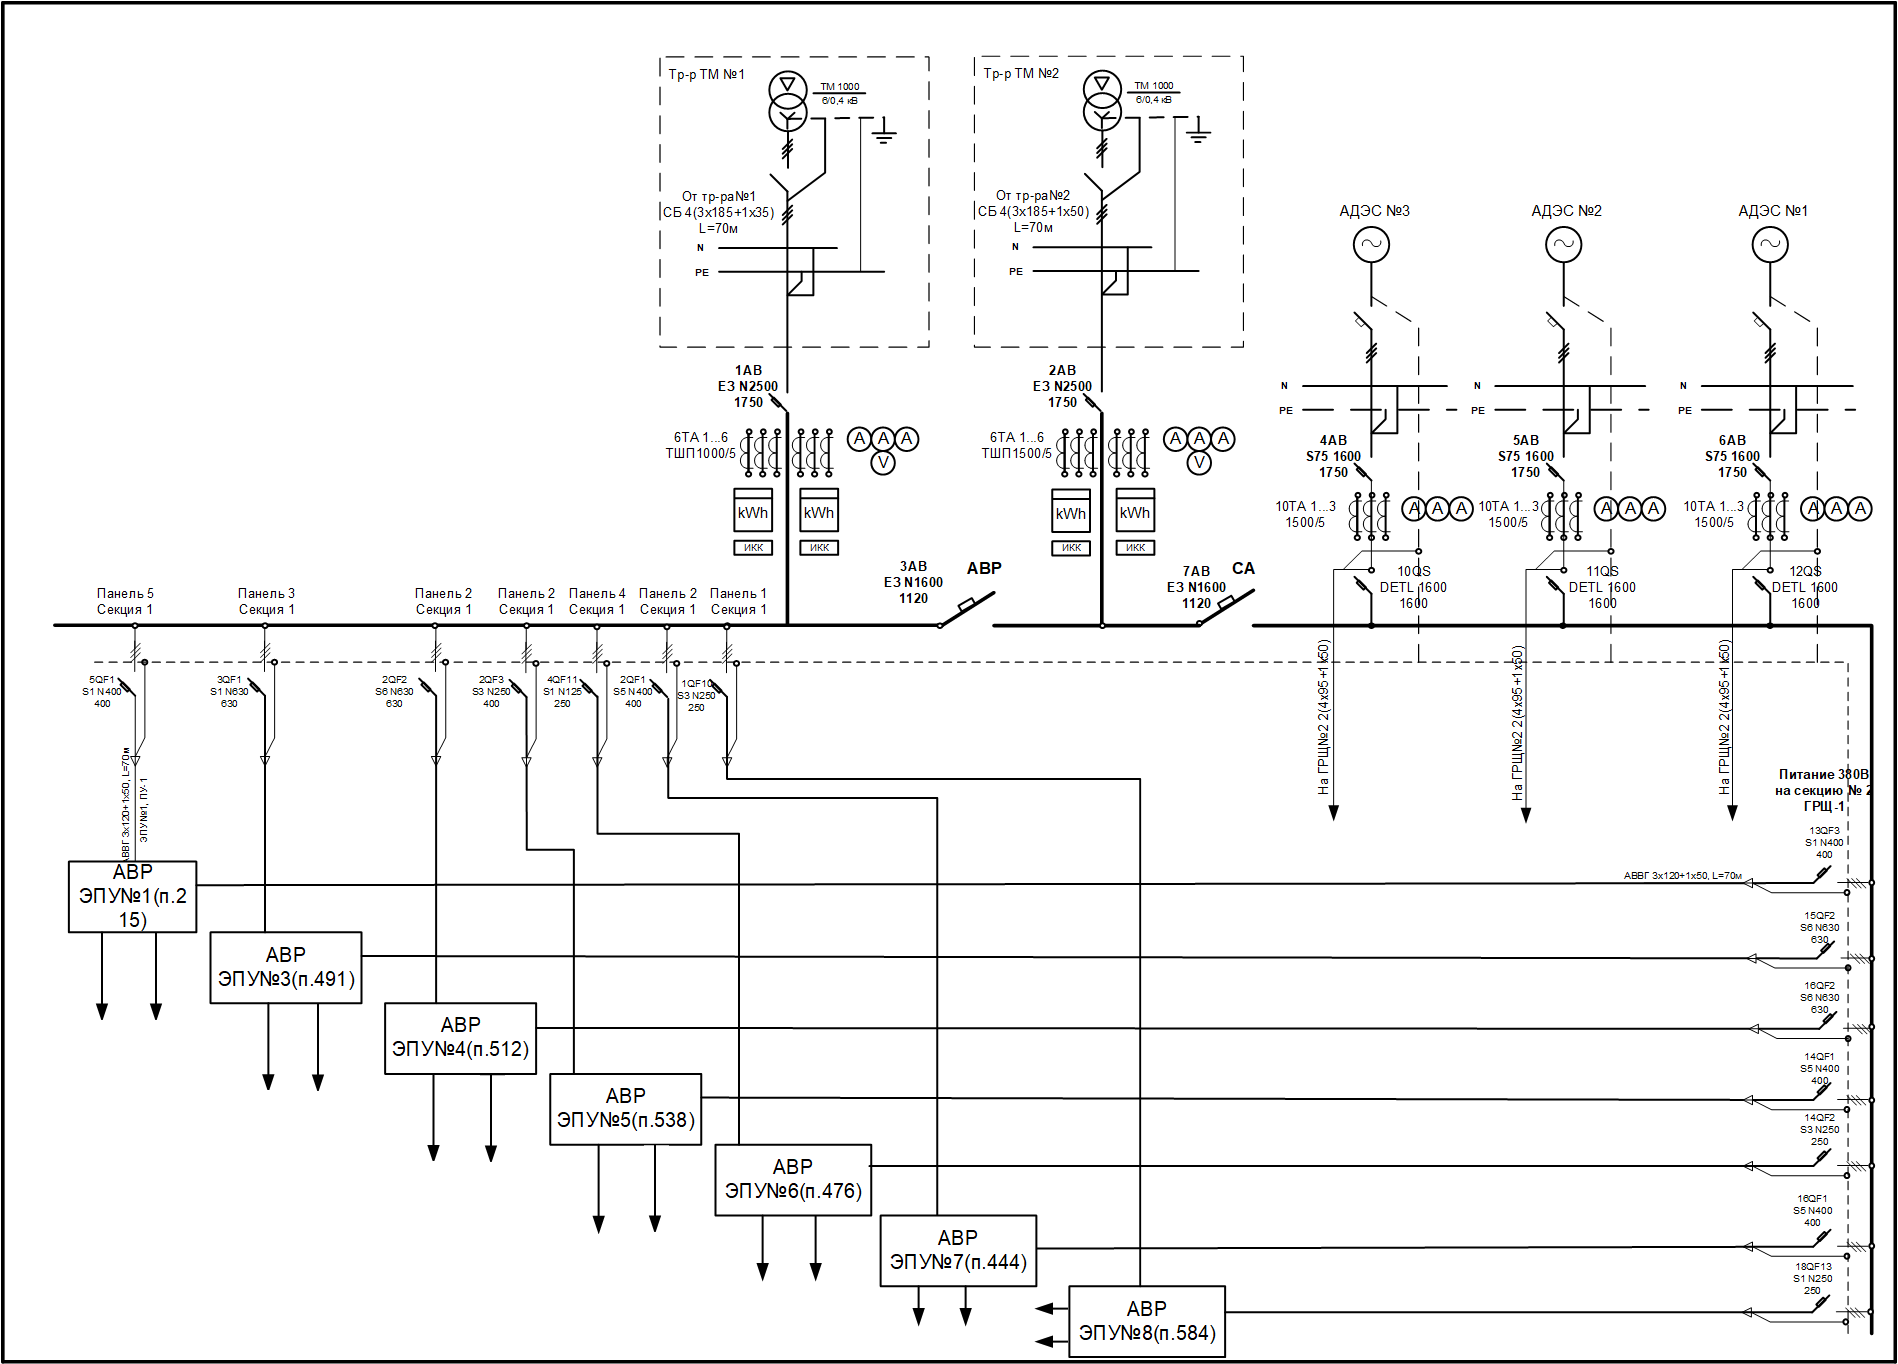 Тр-р ТМ №1
ТМ 1000
6/0,4 кВ
От тр-ра№1
СБ 4(3х185+1х35)
L=70м
N
PE
Тр-р ТМ №2
ТМ 1000
6/0,4 кВ
От тр-ра№2
СБ 4(3х185+1х50)
L=70м
N
PE
АДЭС №3
АДЭС №2
АДЭС №1
N
PE
N
PE
N
PE
1АВ
E3 N2500
1750
2АВ
E3 N2500
1750
6ТА 1...6
ТШП1000/5
A A A
V
kWh
kWh
ИКК
ИКК
6ТА 1...6
ТШП1500/5
A A A
V
kWh
kWh
ИКК
ИКК
4АВ
S75 1600
1750
5АВ
S75 1600
1750
6АВ
S75 1600
1750
10ТА 1...3
1500/5
A A A
10ТА 1...3
1500/5
A A A
10ТА 1...3
1500/5
A A A
3АВ
E3 N1600
1120
АВР
7АВ
E3 N1600
1120
СА
10QS
DETL 1600
1600
11QS
DETL 1600
1600
12QS
DETL 1600
1600
Панель 5
Секция 1
Панель 3
Секция 1
Панель 2
Секция 1
Панель 2
Секция 1
Панель 4
Секция 1
Панель 2
Секция 1
Панель 1
Секция 1
5QF1
S1 N400
400
3QF1
S1 N630
630
2QF2
S6 N630
630
2QF3
S3 N250
400
4QF11
S1 N125
250
2QF1
S5 N400
400
1QF10
S3 N250
250
На ГРЩ№2 2(4х95+1х50)
На ГРЩ№2 2(4х95+1х50)
На ГРЩ№2 2(4х95+1х50)
АВВГ 3х120+1х50, L=70м
ЭПУ№1, ПУ-1
Питание 380В
на секцию № 2
ГРЩ-1
13QF3
S1 N400
400
АВВГ 3х120+1х50, L=70м
15QF2
S6 N630
630
16QF2
S6 N630
630
14QF1
S5 N400
400
14QF2
S3 N250
250
16QF1
S5 N400
400
18QF13
S1 N250
250
АВР
ЭПУ№1(п.2
15)
АВР
ЭПУ№3(п.491)
АВР
ЭПУ№4(п.512)
АВР
ЭПУ№5(п.538)
АВР
ЭПУ№6(п.476)
АВР
ЭПУ№7(п.444)
АВР
ЭПУ№8(п.584)